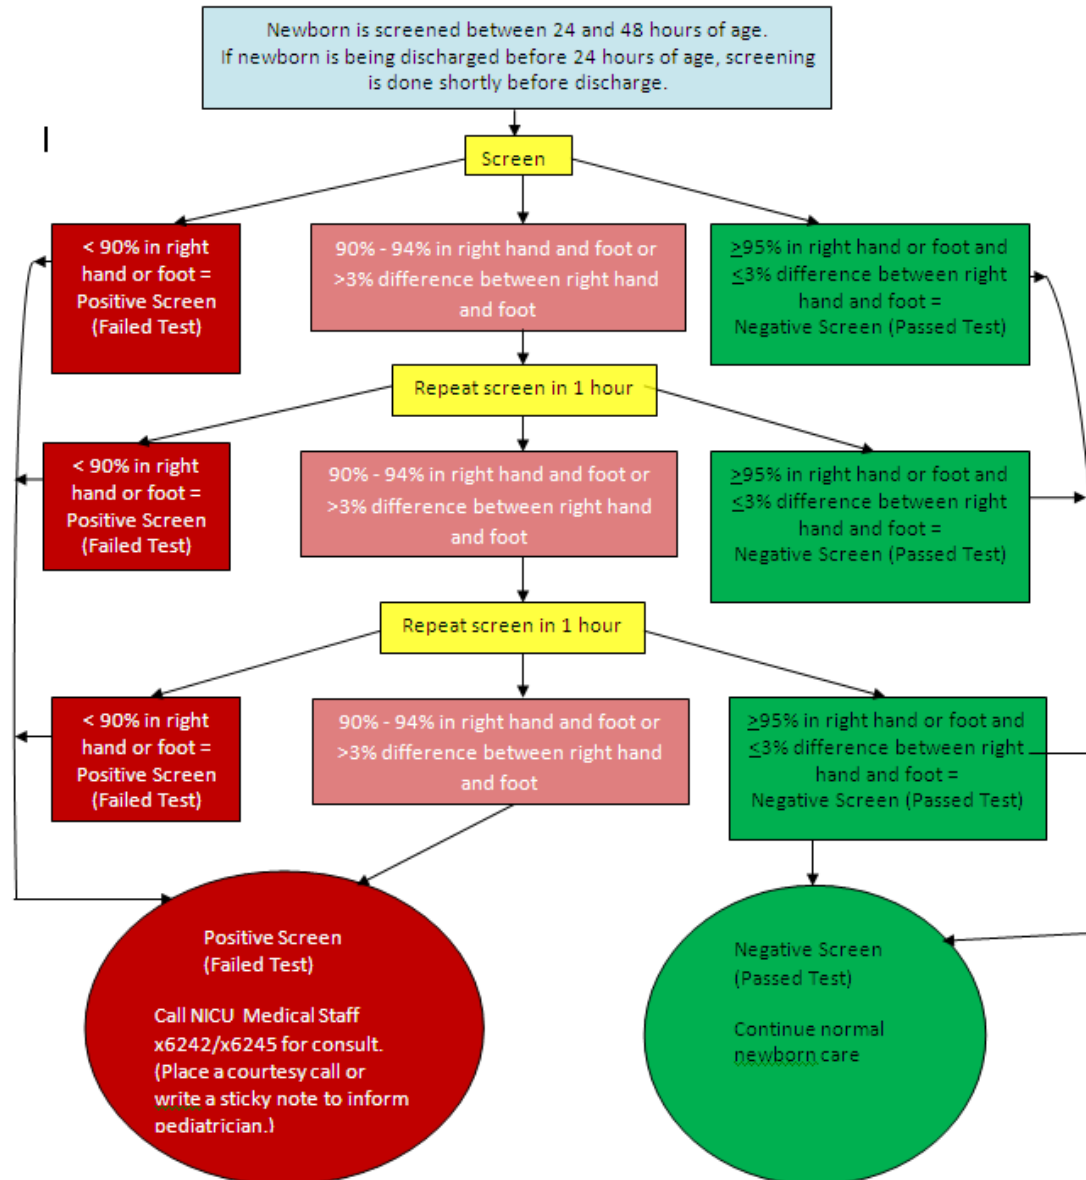 Newborn is screened between 24 and 48 hours of age.
If newborn is being discharged before 24 hours of age, screening
is done shortly before discharge.
Screen
< 90% in right
hand or foot =
Positive Screen
(Failed Test)
90% - 94% in right hand and foot or
>3% difference between right hand
and foot
≥95% in right hand or foot and
≤3% difference between right
hand and foot =
Negative Screen (Passed Test)
Repeat screen in 1 hour
< 90% in right
hand or foot =
Positive Screen
(Failed Test)
90% - 94% in right hand and foot or
>3% difference between right hand
and foot
≥95% in right hand or foot and
≤3% difference between right
hand and foot =
Negative Screen (Passed Test)
Repeat screen in 1 hour
< 90% in right
hand or foot =
Positive Screen
(Failed Test)
90% - 94% in right hand and foot or
>3% difference between right hand
and foot
≥95% in right hand or foot and
≤3% difference between right
hand and foot =
Negative Screen (Passed Test)
Positive Screen
(Failed Test)
Call NICU Medical Staff
x6242/x6245 for consult.
(Place a courtesy call or
write a sticky note to inform
pediatrician.)
Negative Screen
(Passed Test)
Continue normal
newborn care